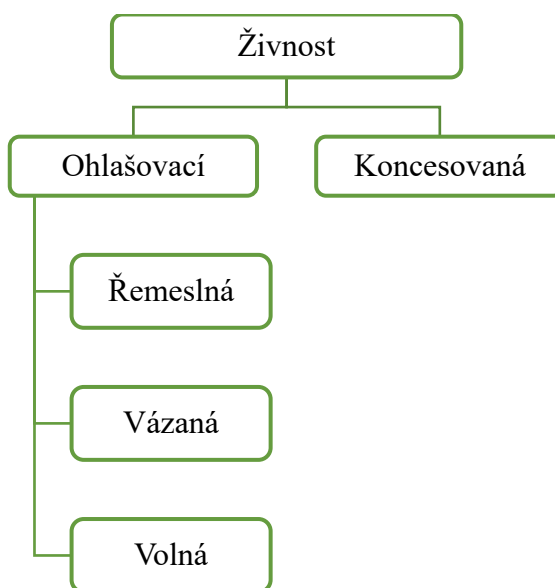 Živnost
Ohlašovací
Koncesovaná
Řemeslná
Vázaná
Volná